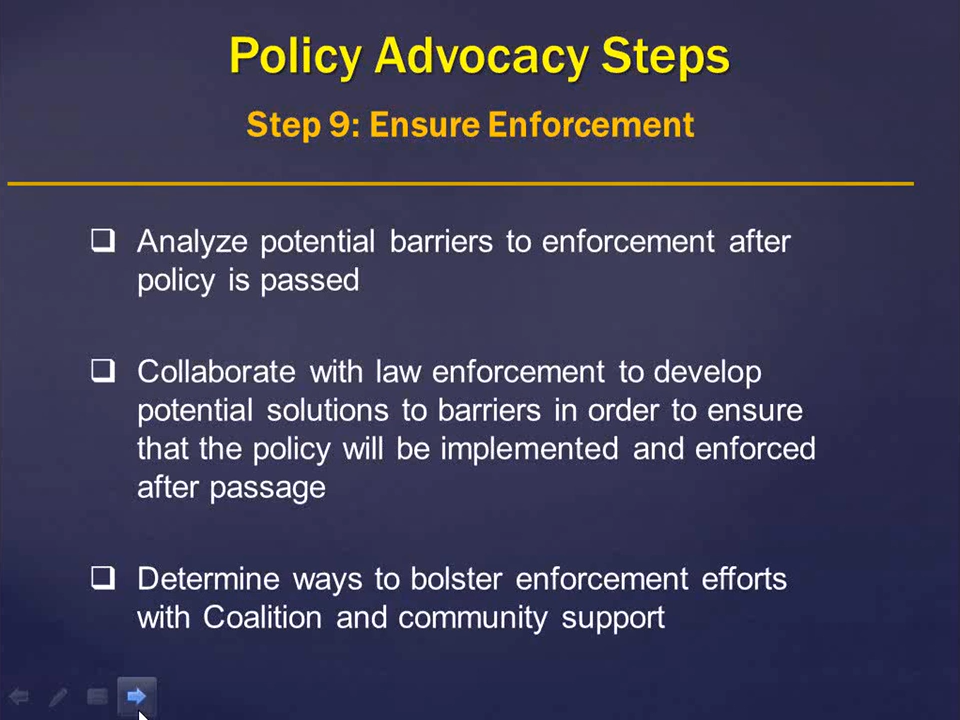 Policy Advocacy Steps
Step 9: Ensure Enforcement
Analyze potential barriers to enforcement after
policy is passed
Collaborate with law enforcement to develop
potential solutions to barriers in order to ensure
that the policy will be implemented and enforced
after passage
Determine ways to bolster enforcement efforts
with Coalition and community support